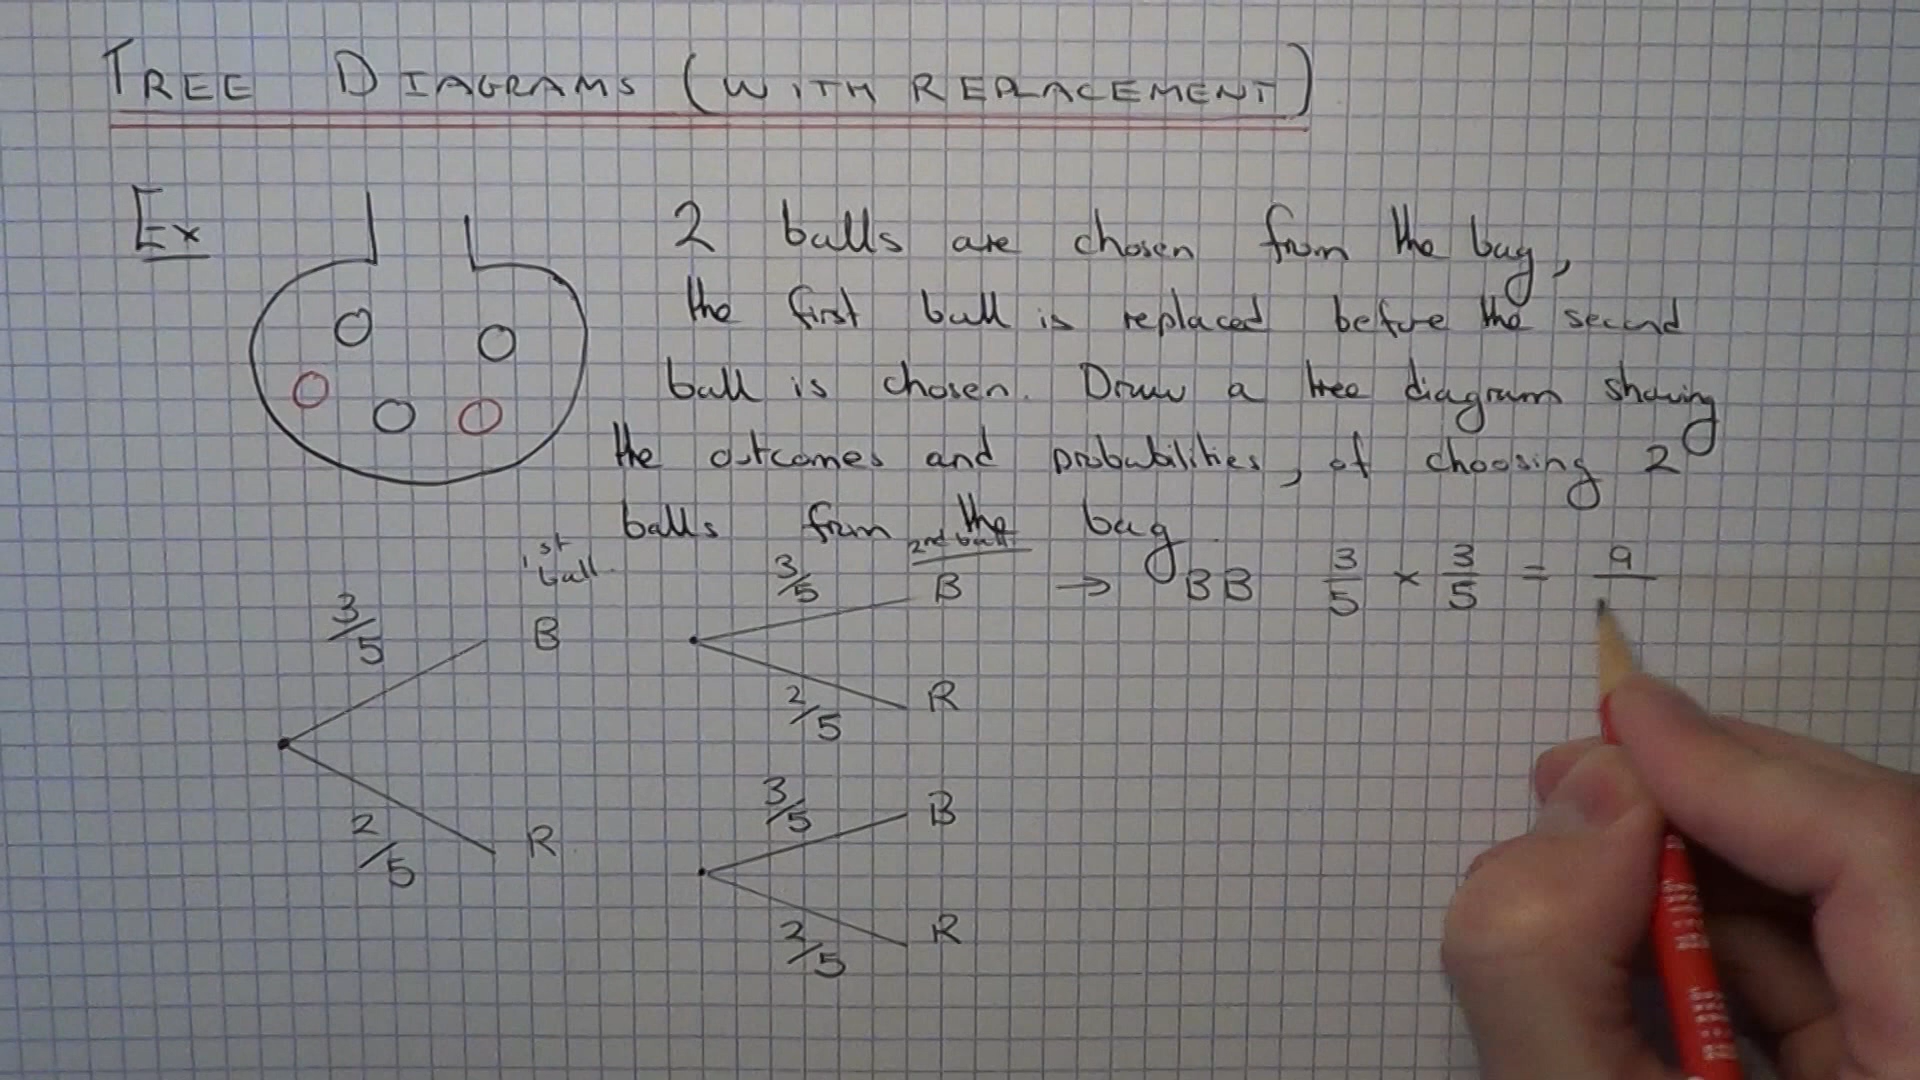 TREE DIAGRAMS (WITH REPLACEMENT)
Ex
2 balls are chosen from the bag,
the first ball is replaced before the second
ball is chosen. Draw a tree diagram showing
the outcomes and probabilities, of choosing 2
balls from the bag
1st ball
2nd ball
3/5 B → BB 3/5 × 3/5 = 9
3/5 B
2/5 R
3/5 B
2/5 R
2/5 R